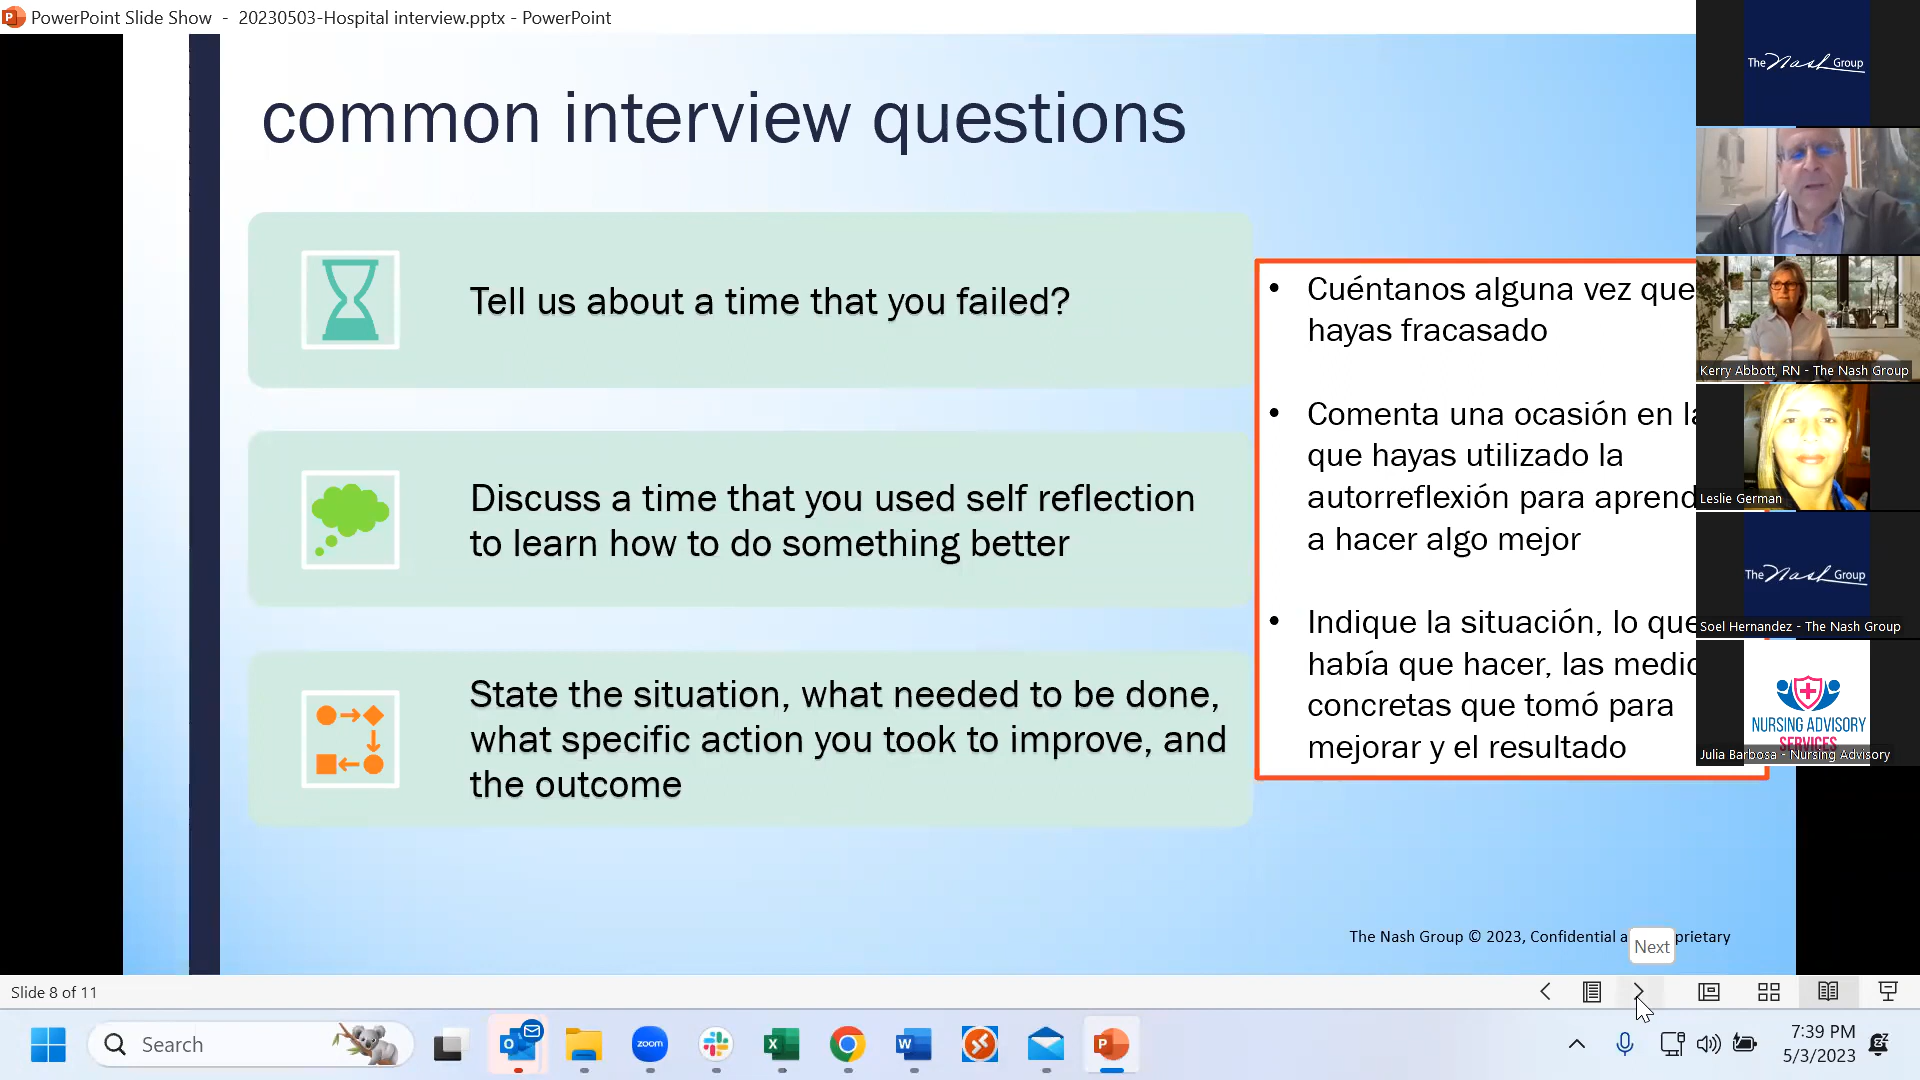 PowerPoint Slide Show - 20230503-Hospital interview.pptx - PowerPoint
common interview questions
Tell us about a time that you failed?
Discuss a time that you used self reflection
to learn how to do something better
State the situation, what needed to be done,
what specific action you took to improve, and
the outcome
• Cuéntanos alguna vez que
hayas fracasado
• Comenta una ocasión en la
que hayas utilizado la
autorreflexión para aprend
a hacer algo mejor
• Indique la situación, lo que
había que hacer, las medid
concretas que tomó para
mejorar y el resultado
The Nash Group © 2023, Confidential a prietary
Next
The Nash Group
Kerry Abbott, RN - The Nash Group
Leslie German
The Nash Group
Soel Hernandez - The Nash Group
NURSING ADVISORY
SERVICES
Julia Barbosa - Nursing Advisory
Slide 8 of 11
Search
zoom
7:39 PM
5/3/2023